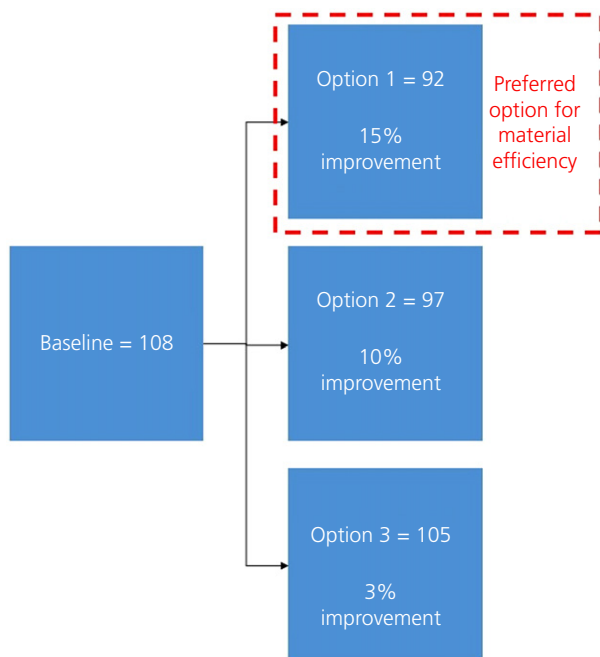 Option 1 = 92
15%
improvement
Preferred
option for
material
efficiency
Baseline = 108
Option 2 = 97
10%
improvement
Option 3 = 105
3%
improvement